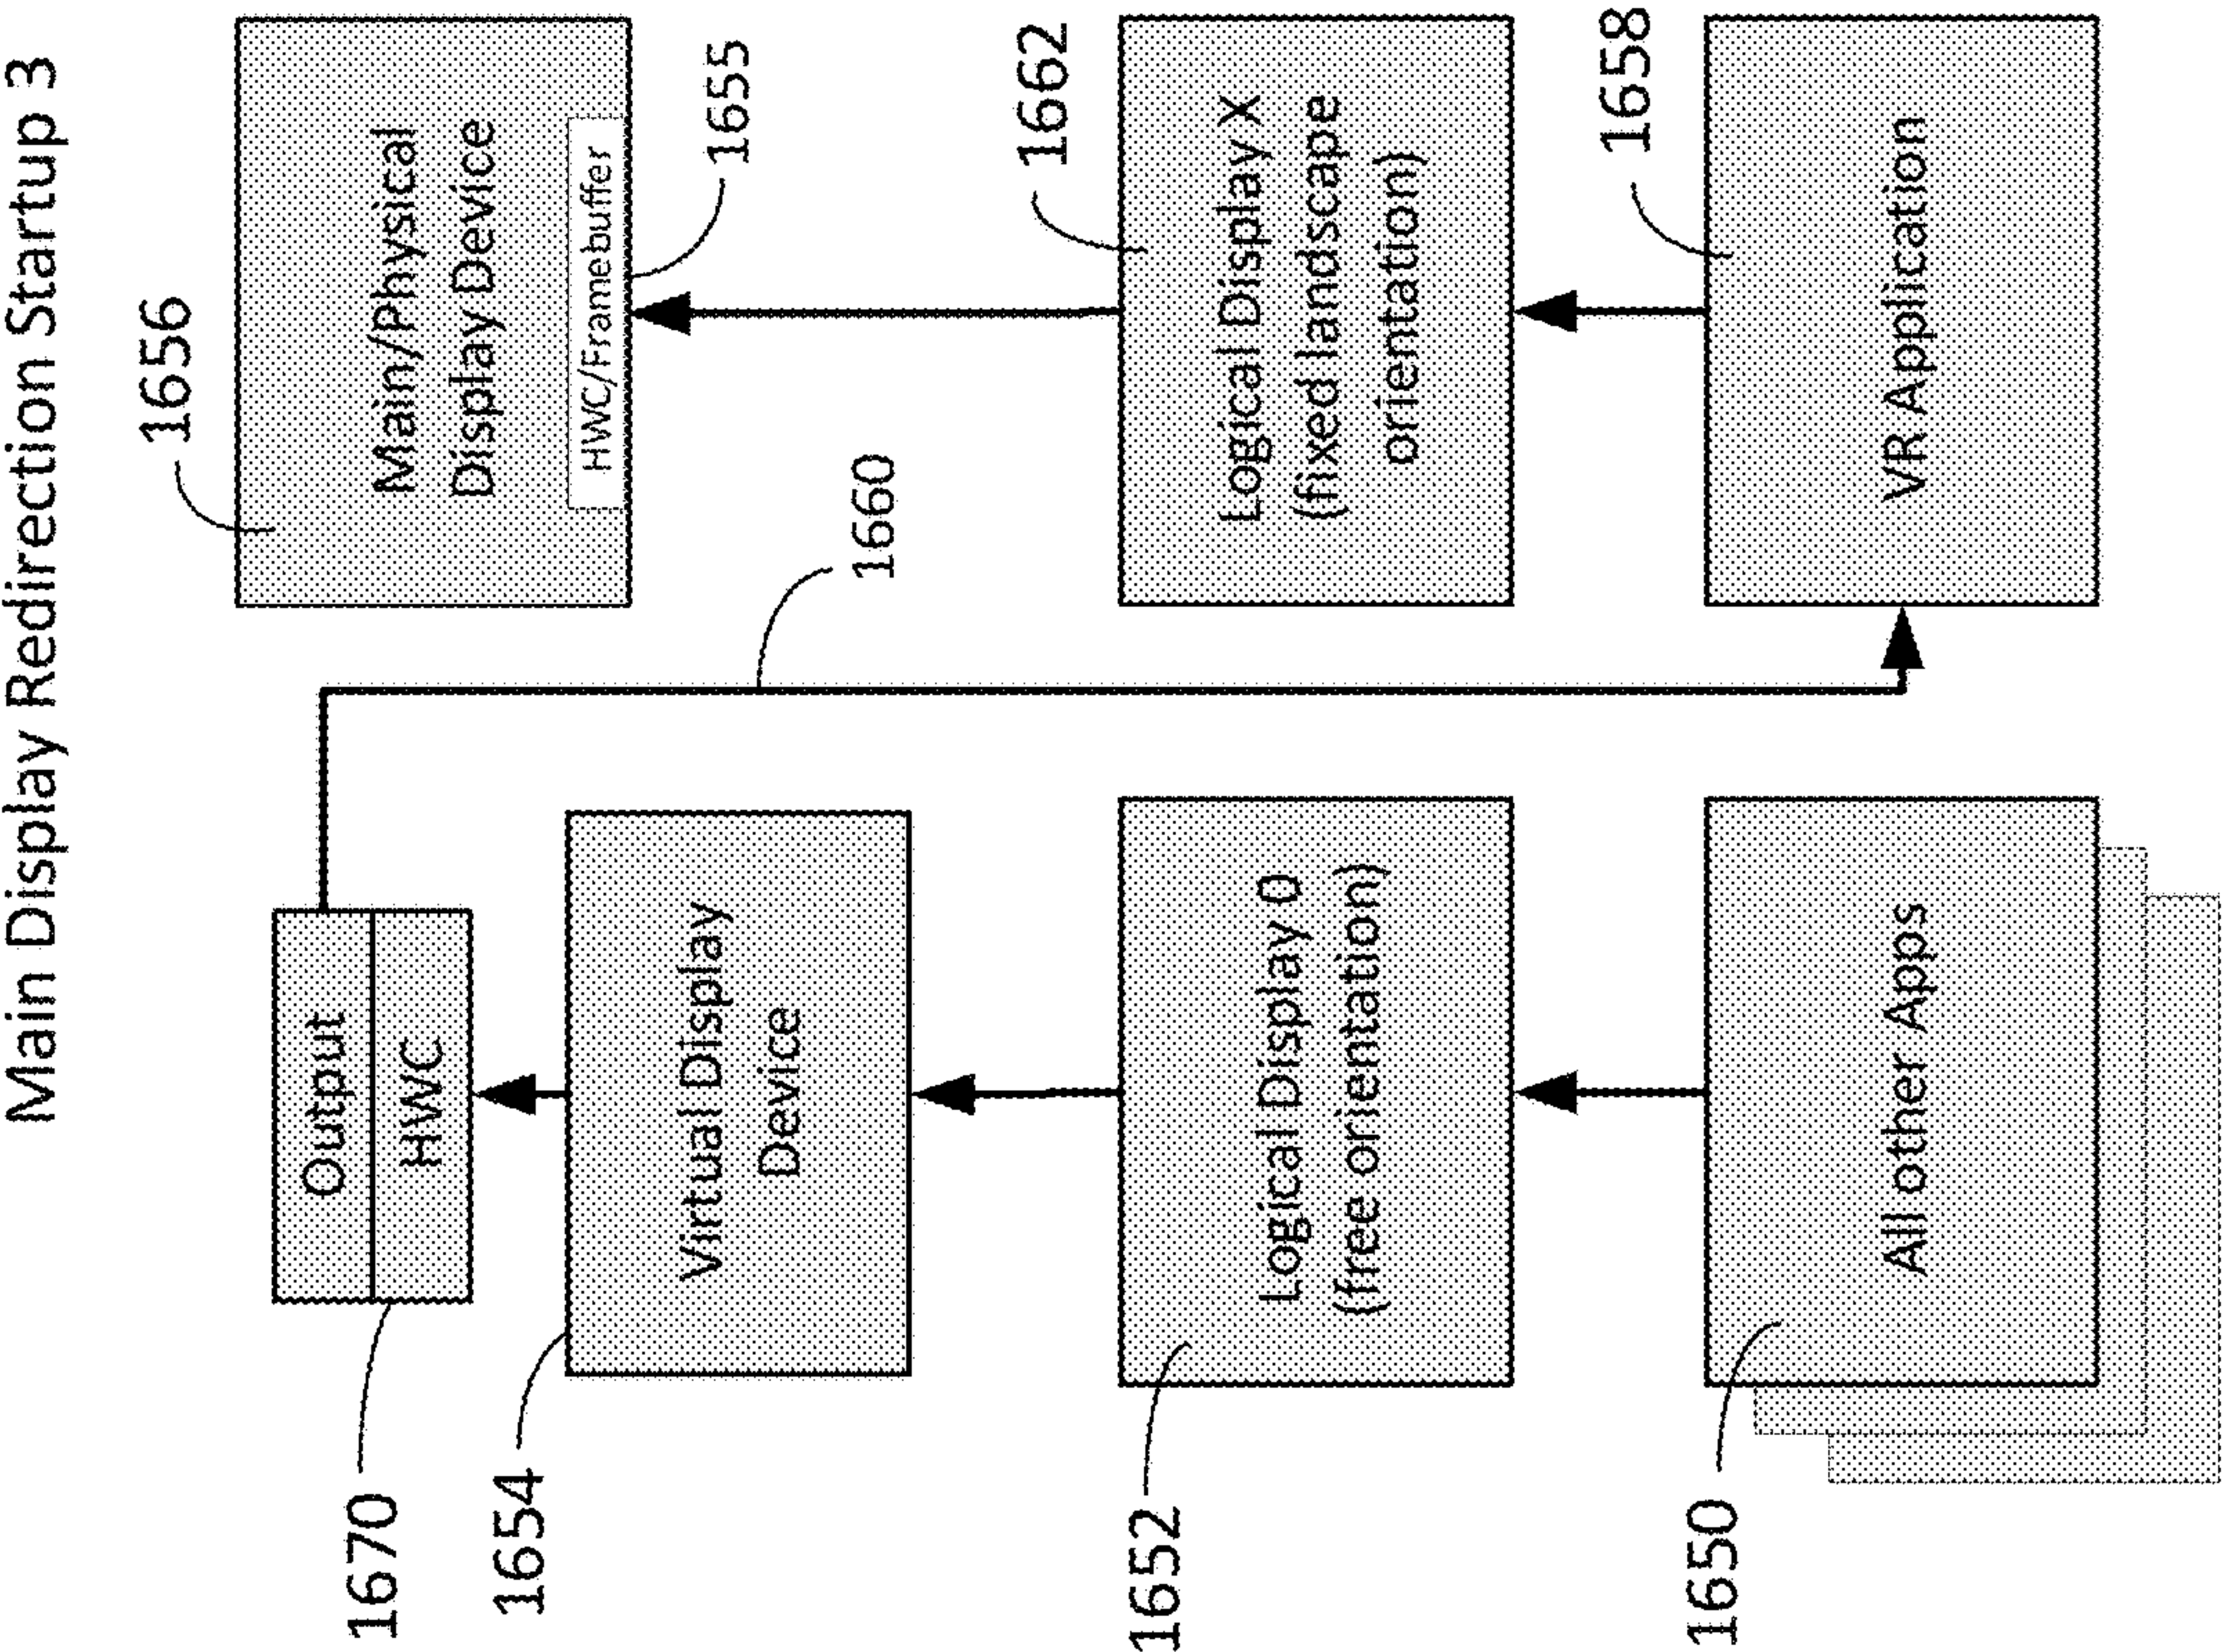 Main Display Redirection Startup 3
1670
Output
HWC
1654
Virtual Display
Device
1652
Logical Display 0
(free orientation)
1650
All other Apps
1660
1656
Main/Physical
Display Device
HWC/Framebuffer
1655
1662
Logical Display X
(fixed landscape
orientation)
1658
VR Application